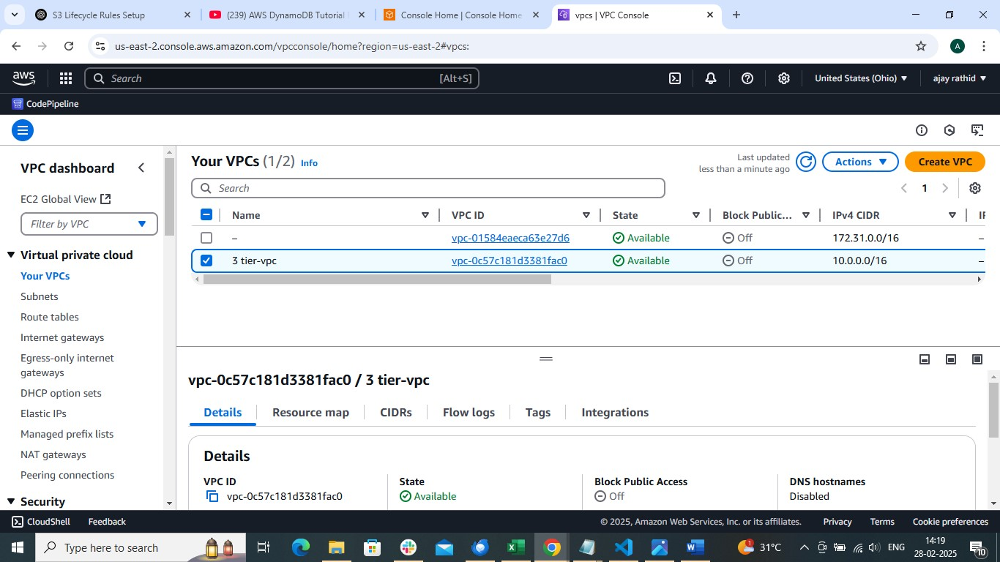 S3 Lifecycle Rules Setup
(239) AWS DynamoDB Tutorial
Console Home | Console Home
vpcs | VPC Console
us-east-2.console.aws.amazon.com/vpcconsole/home?region=us-east-2#vpcs:
A
aws
Search [Alt+S]
United States (Ohio)
ajay rathid
CodePipeline
VPC dashboard
EC2 Global View
Filter by VPC
Virtual private cloud
Your VPCs
Subnets
Route tables
Internet gateways
Egress-only internet
gateways
DHCP option sets
Elastic IPs
Managed prefix lists
NAT gateways
Peering connections
Security
Your VPCs (1/2) Info
Last updated
less than a minute ago
Actions
Create VPC
Search
1
Name VPC ID State Block Public... IPv4 CIDR
– vpc-01584eaeca63e27d6 Available Off 172.31.0.0/16 –
3 tier-vpc vpc-0c57c181d3381fac0 Available Off 10.0.0.0/16 –
vpc-0c57c181d3381fac0 / 3 tier-vpc
Details Resource map CIDRs Flow logs Tags Integrations
Details
VPC ID State Block Public Access DNS hostnames
vpc-0c57c181d3381fac0 Available Off Disabled
CloudShell Feedback © 2025, Amazon Web Services, Inc. or its affiliates. Privacy Terms Cookie preferences
Type here to search
1
31°C
ENG
14:19
28-02-2025
10